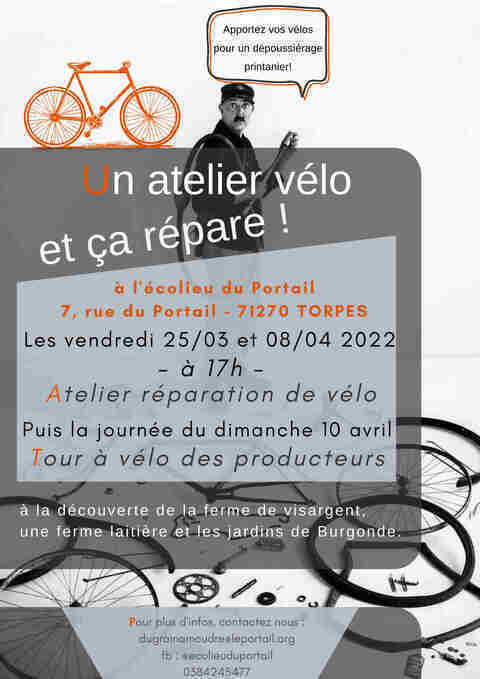 Apportez vos vélos
pour un dépoussiérage
printanier!
Un atelier vélo
et ça répare !
à l'écolieu du Portail
7, rue du Portail - 71270 TORPES
Les vendredi 25/03 et 08/04 2022
- à 17h -
Atelier réparation de vélo
Puis la journée du dimanche 10 avril
Tour à vélo des producteurs
à la découverte de la ferme de visargent,
une ferme laitière et les jardins de Burgonde.
Pour plus d'infos, contactez nous :
dugrainamoudre@leportail.org
fb : @ecolieuduportail
0384245477